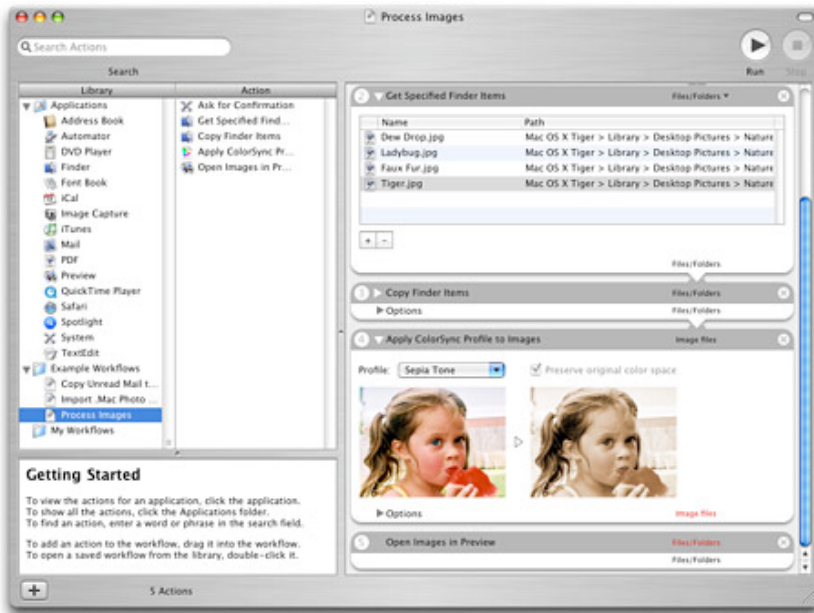 Process Images
Search Actions
Search
Run
Stop
Library
Action
Applications
Address Book
Automator
DVD Player
Finder
Font Book
iCal
Image Capture
iTunes
Mail
PDF
Preview
QuickTime Player
Safari
Spotlight
System
TextEdit
Example Workflows
Copy Unread Mail t...
Import .Mac Photo ...
Process Images
My Workflows
Ask for Confirmation
Get Specified Find...
Copy Finder Items
Apply ColorSync Pr...
Open Images in Pr...
2 Get Specified Finder Items Files/Folders
Name Path
Dew Drop.jpg Mac OS X Tiger > Library > Desktop Pictures > Nature
Ladybug.jpg Mac OS X Tiger > Library > Desktop Pictures > Nature
Faux Fur.jpg Mac OS X Tiger > Library > Desktop Pictures > Nature
Tiger.jpg Mac OS X Tiger > Library > Desktop Pictures > Nature
+ -
Files/Folders
3 Copy Finder Items Files/Folders
Options Files/Folders
4 Apply ColorSync Profile to Images Image files
Profile: Sepia Tone Preserve original color space
Options Image files
5 Open Images in Preview Files/Folders
Files/Folders
Getting Started
To view the actions for an application, click the application.
To show all the actions, click the Applications folder.
To find an action, enter a word or phrase in the search field.
To add an action to the workflow, drag it into the workflow.
To open a saved workflow from the library, double-click it.
+ 5 Actions